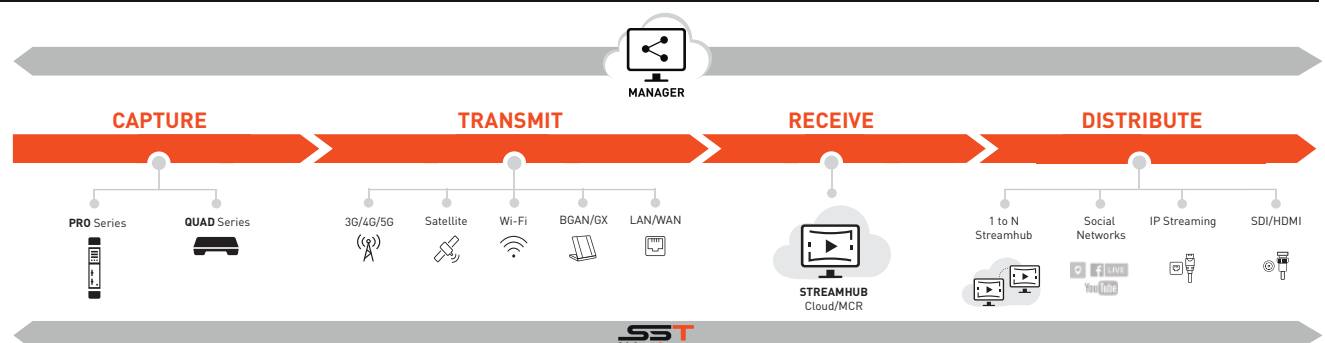 MANAGER
CAPTURE
TRANSMIT
RECEIVE
DISTRIBUTE
PRO Series
QUAD Series
3G/4G/5G
Satellite
Wi-Fi
BGAN/GX
LAN/WAN
STREAMHUB
Cloud/MCR
1 to N
Streamhub
Social
Networks
LIVE
YouTube
IP Streaming
SDI/HDMI
SST